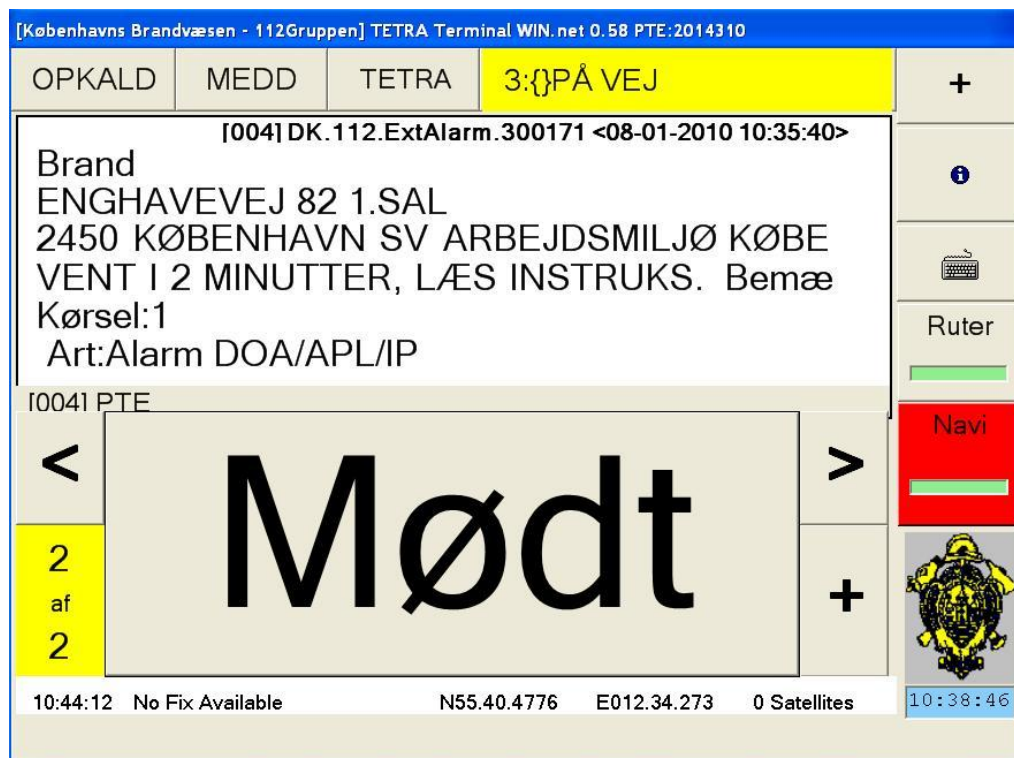 [Københavns Brandvæsen - 112Gruppen] TETRA Terminal WIN.net 0.58 PTE:2014310
OPKALD MEDD TETRA 3:{}PÅ VEJ +
[004] DK.112.ExtAlarm.300171 <08-01-2010 10:35:40>
Brand
ENGHAVEVEJ 82 1.SAL
2450 KØBENHAVN SV ARBEJDSMILJØ KØBE
VENT I 2 MINUTTER, LÆS INSTRUKS. Bemæ
Kørsel:1
Art:Alarm DOA/APL/IP
[004] PTE
Ruter
Navi
< Mødt >
2
af
2
+
10:44:12 No Fix Available N55.40.4776 E012.34.273 0 Satellites
10:38:46